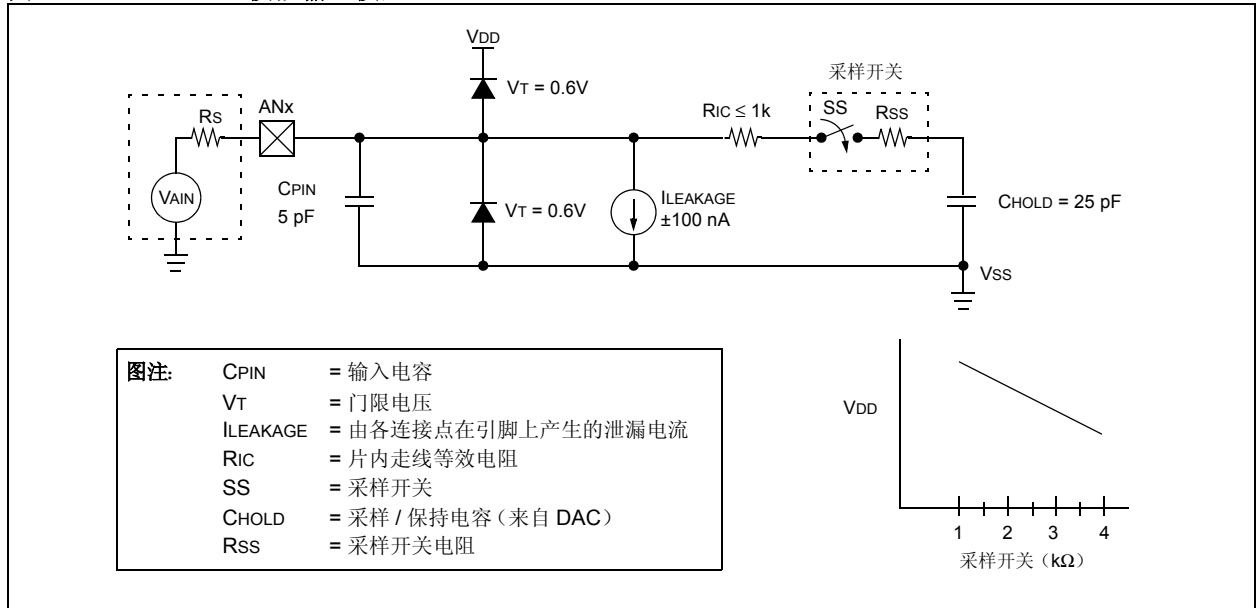 VDD
VT = 0.6V
采样开关
RS
ANx
RIC ≤ 1k
SS
RSS
VAIN
CPIN
5 pF
VT = 0.6V
ILEAKAGE
±100 nA
CHOLD = 25 pF
VSS
图注:
CPIN = 输入电容
VT = 门限电压
ILEAKAGE = 由各连接点在引脚上产生的泄漏电流
RIC = 片内走线等效电阻
SS = 采样开关
CHOLD = 采样 / 保持电容（来自 DAC）
RSS = 采样开关电阻
VDD
1 2 3 4
采样开关（kΩ）